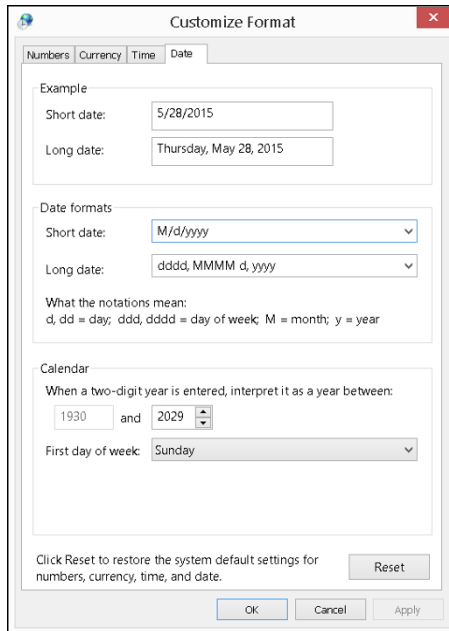 Customize Format
Numbers Currency Time Date
Example
Short date: 5/28/2015
Long date: Thursday, May 28, 2015
Date formats
Short date: M/d/yyyy
Long date: dddd, MMMM d, yyyy
What the notations mean:
d, dd = day; ddd, dddd = day of week; M = month; y = year
Calendar
When a two-digit year is entered, interpret it as a year between:
1930 and 2029
First day of week: Sunday
Click Reset to restore the system default settings for
numbers, currency, time, and date.
Reset
OK Cancel Apply